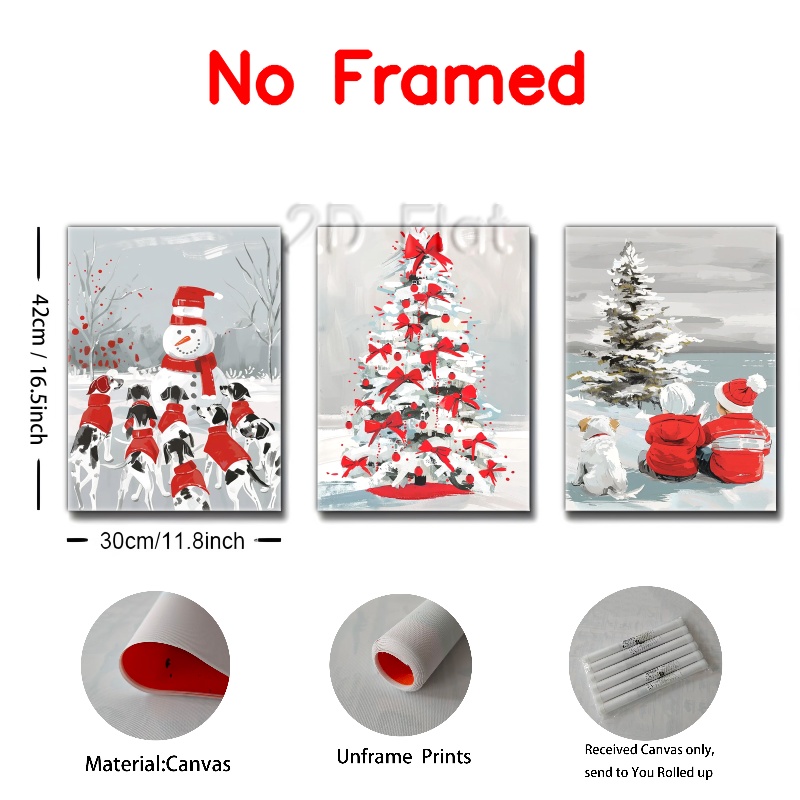 No Framed
2D Flat.
42cm / 16.5inch
30cm/11.8inch
Material:Canvas
Unframe Prints
Received Canvas only,
send to You Rolled up